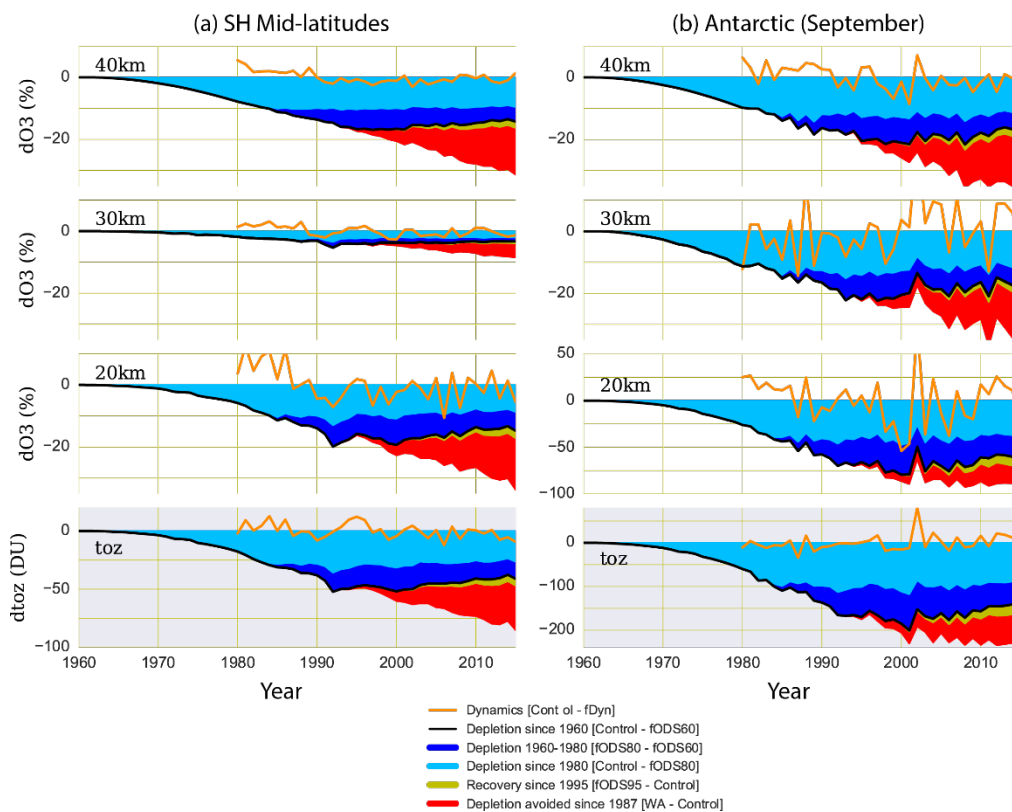 (a) SH Mid-latitudes
(b) Antarctic (September)
40km
0
−20
dO3 (%)
30km
0
−20
dO3 (%)
20km
0
−20
dO3 (%)
toz
0
−50
−100
dtoz (DU)
1960 1970 1980 1990 2000 2010
Year
40km
0
−20
30km
0
−20
20km
50
0
−50
−100
toz
0
−100
−200
1960 1970 1980 1990 2000 2010
Year
Dynamics [Cont ol - fDyn]
Depletion since 1960 [Control - fODS60]
Depletion 1960-1980 [fODS80 - fODS60]
Depletion since 1980 [Control - fODS80]
Recovery since 1995 [fODS95 - Control]
Depletion avoided since 1987 [WA - Control]